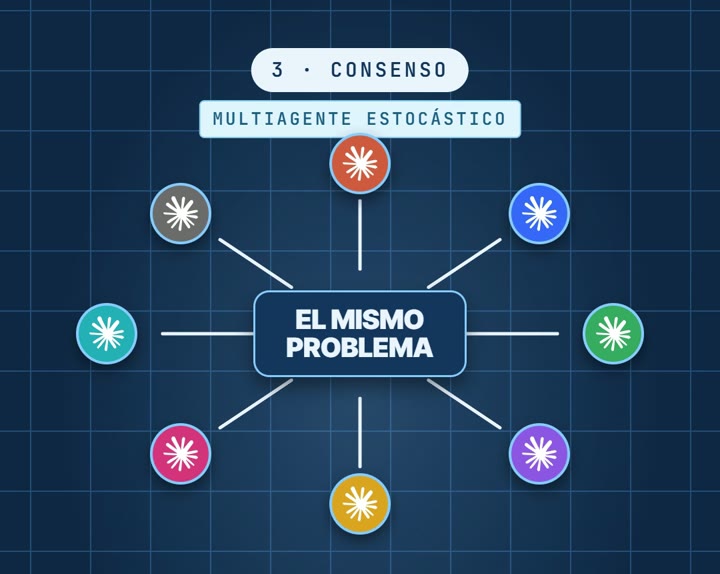 3 · CONSENSO
MULTIAGENTE ESTOCÁSTICO
EL MISMO
PROBLEMA